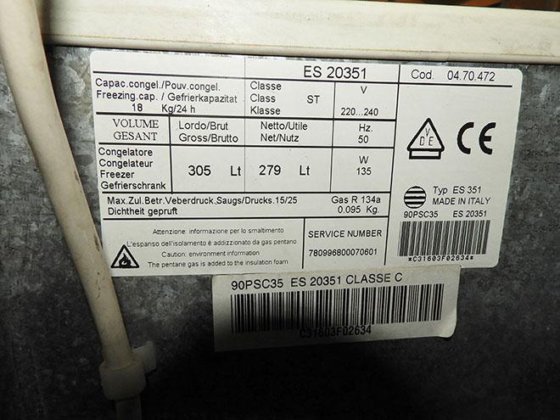 ES 20351
Cod. 04.70.472
Capac.congel./Pouv.congel.
Freezing.cap./Gefrierkapazitat
18 Kg/24 h
Classe
Class ST
Klasse
V
220...240
VOLUME
GESANT
Lordo/Brut
Gross/Brutto
Netto/Utile
Net/Nutz
Hz.
50
Congelatore
Congelateur
Freezer
Gefrierschrank
305 Lt
279 Lt
W
135
Max.Zul.Betr.Veberdruck,Saugs/Drucks.15/25
Dichtheit gepruft
Gas R 134a
0.095 Kg.
VDE
CE
Typ ES 351
MADE IN ITALY
90PSC35 ES 20351
*C31603F02634*
Attenzione: informazione per lo smaltimento
L'espanso dell'isolamento è addizzionato da gas pentano
Caution: environment information
The pentane gas is added to the insulation foam
SERVICE NUMBER
780996800070601
90PSC35 ES 20351 CLASSE C
C31603F02634